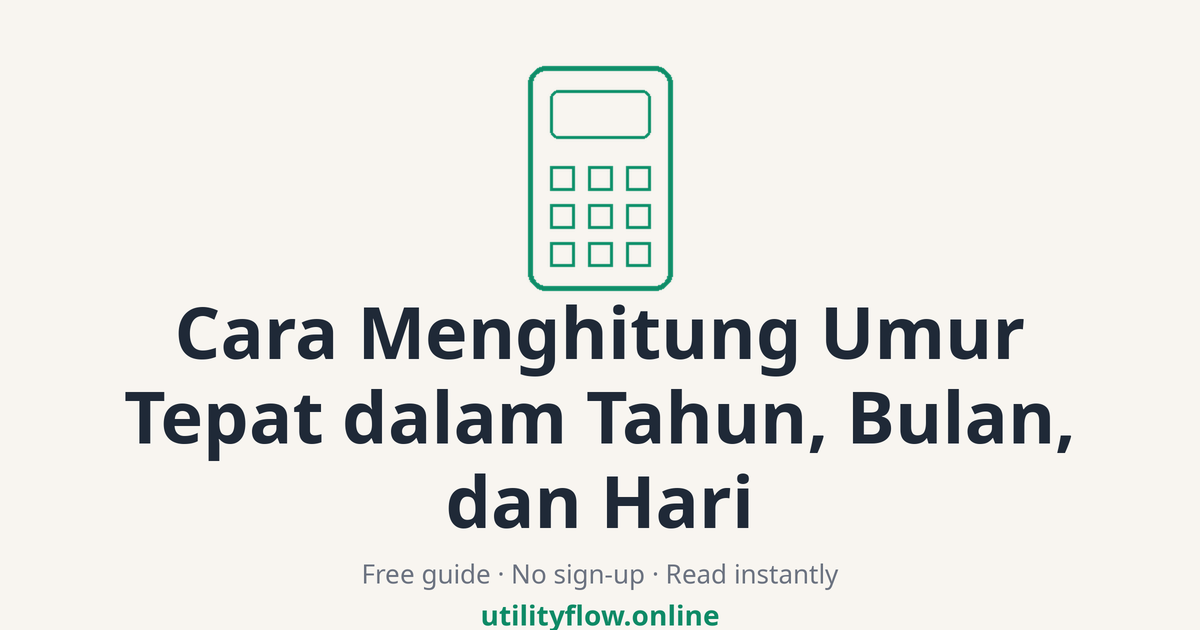 Cara Menghitung Umur
Tepat dalam Tahun, Bulan,
dan Hari
Free guide · No sign-up · Read instantly
utilityflow.online